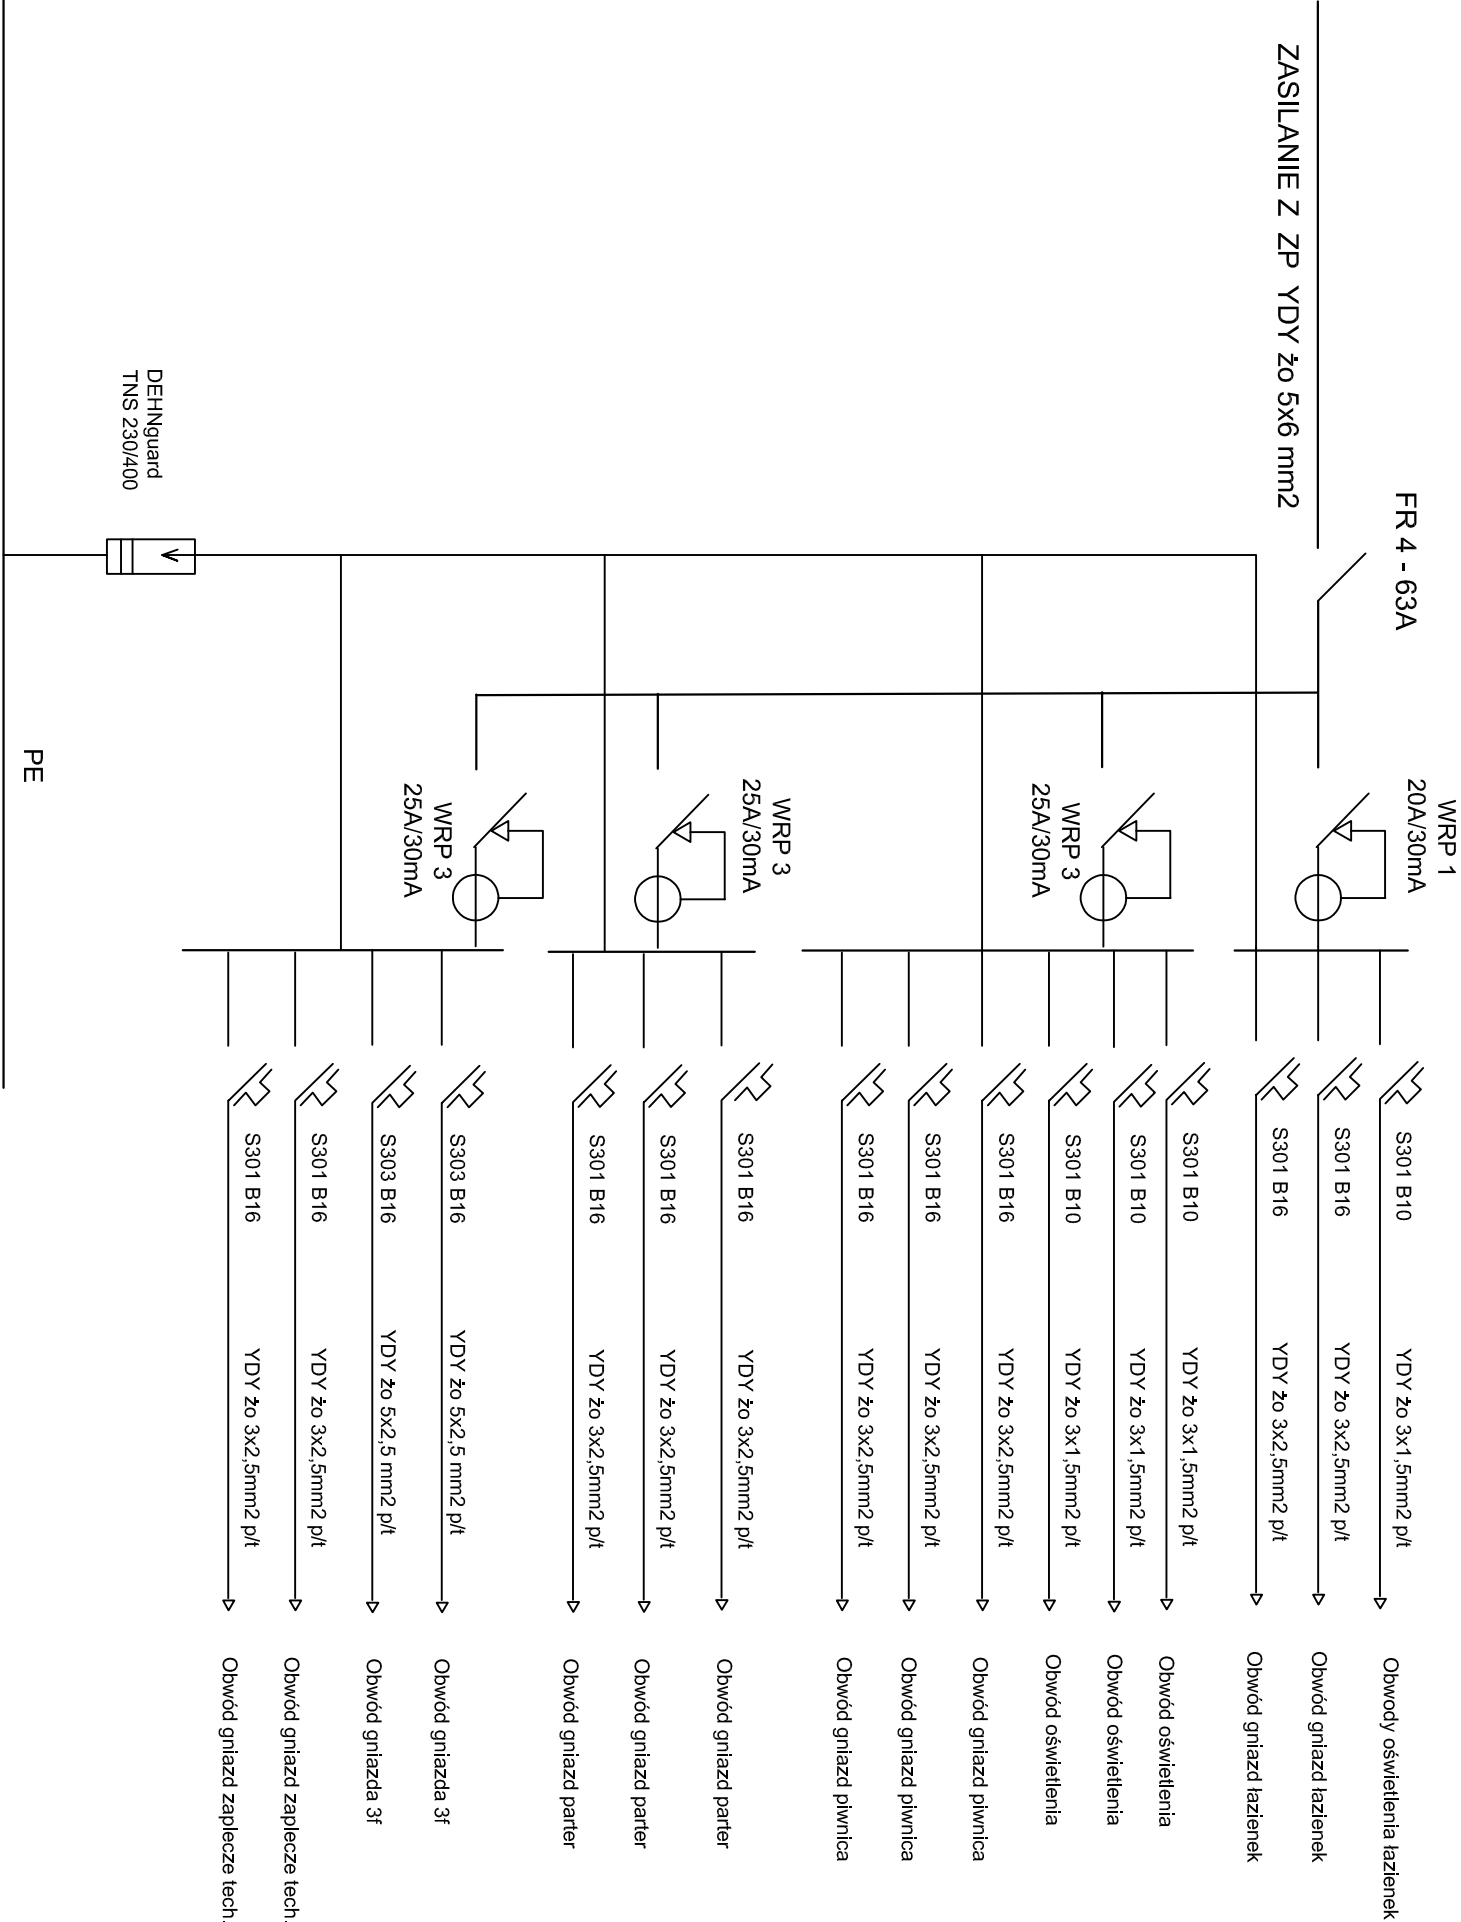 ZASILANIE Z ZP YDY żo 5x6 mm2
FR 4 - 63A
WRP 1
20A/30mA
S301 B10 YDY żo 3x1,5mm2 p/t Obwody oświetlenia łazienek
S301 B16 YDY żo 3x2,5mm2 p/t Obwód gniazd łazienek
S301 B16 YDY żo 3x2,5mm2 p/t Obwód gniazd łazienek
WRP 3
25A/30mA
S301 B10 YDY żo 3x1,5mm2 p/t Obwód oświetlenia
S301 B10 YDY żo 3x1,5mm2 p/t Obwód oświetlenia
S301 B10 YDY żo 3x1,5mm2 p/t Obwód oświetlenia
S301 B16 YDY żo 3x2,5mm2 p/t Obwód gniazd piwnica
S301 B16 YDY żo 3x2,5mm2 p/t Obwód gniazd piwnica
S301 B16 YDY żo 3x2,5mm2 p/t Obwód gniazd piwnica
WRP 3
25A/30mA
S301 B16 YDY żo 3x2,5mm2 p/t Obwód gniazd parter
S301 B16 YDY żo 3x2,5mm2 p/t Obwód gniazd parter
S301 B16 YDY żo 3x2,5mm2 p/t Obwód gniazd parter
WRP 3
25A/30mA
S303 B16 YDY żo 5x2,5 mm2 p/t Obwód gniazda 3f
S303 B16 YDY żo 5x2,5 mm2 p/t Obwód gniazda 3f
S301 B16 YDY żo 3x2,5mm2 p/t Obwód gniazd zaplecze tech.
S301 B16 YDY żo 3x2,5mm2 p/t Obwód gniazd zaplecze tech.
DEHNguard
TNS 230/400
PE